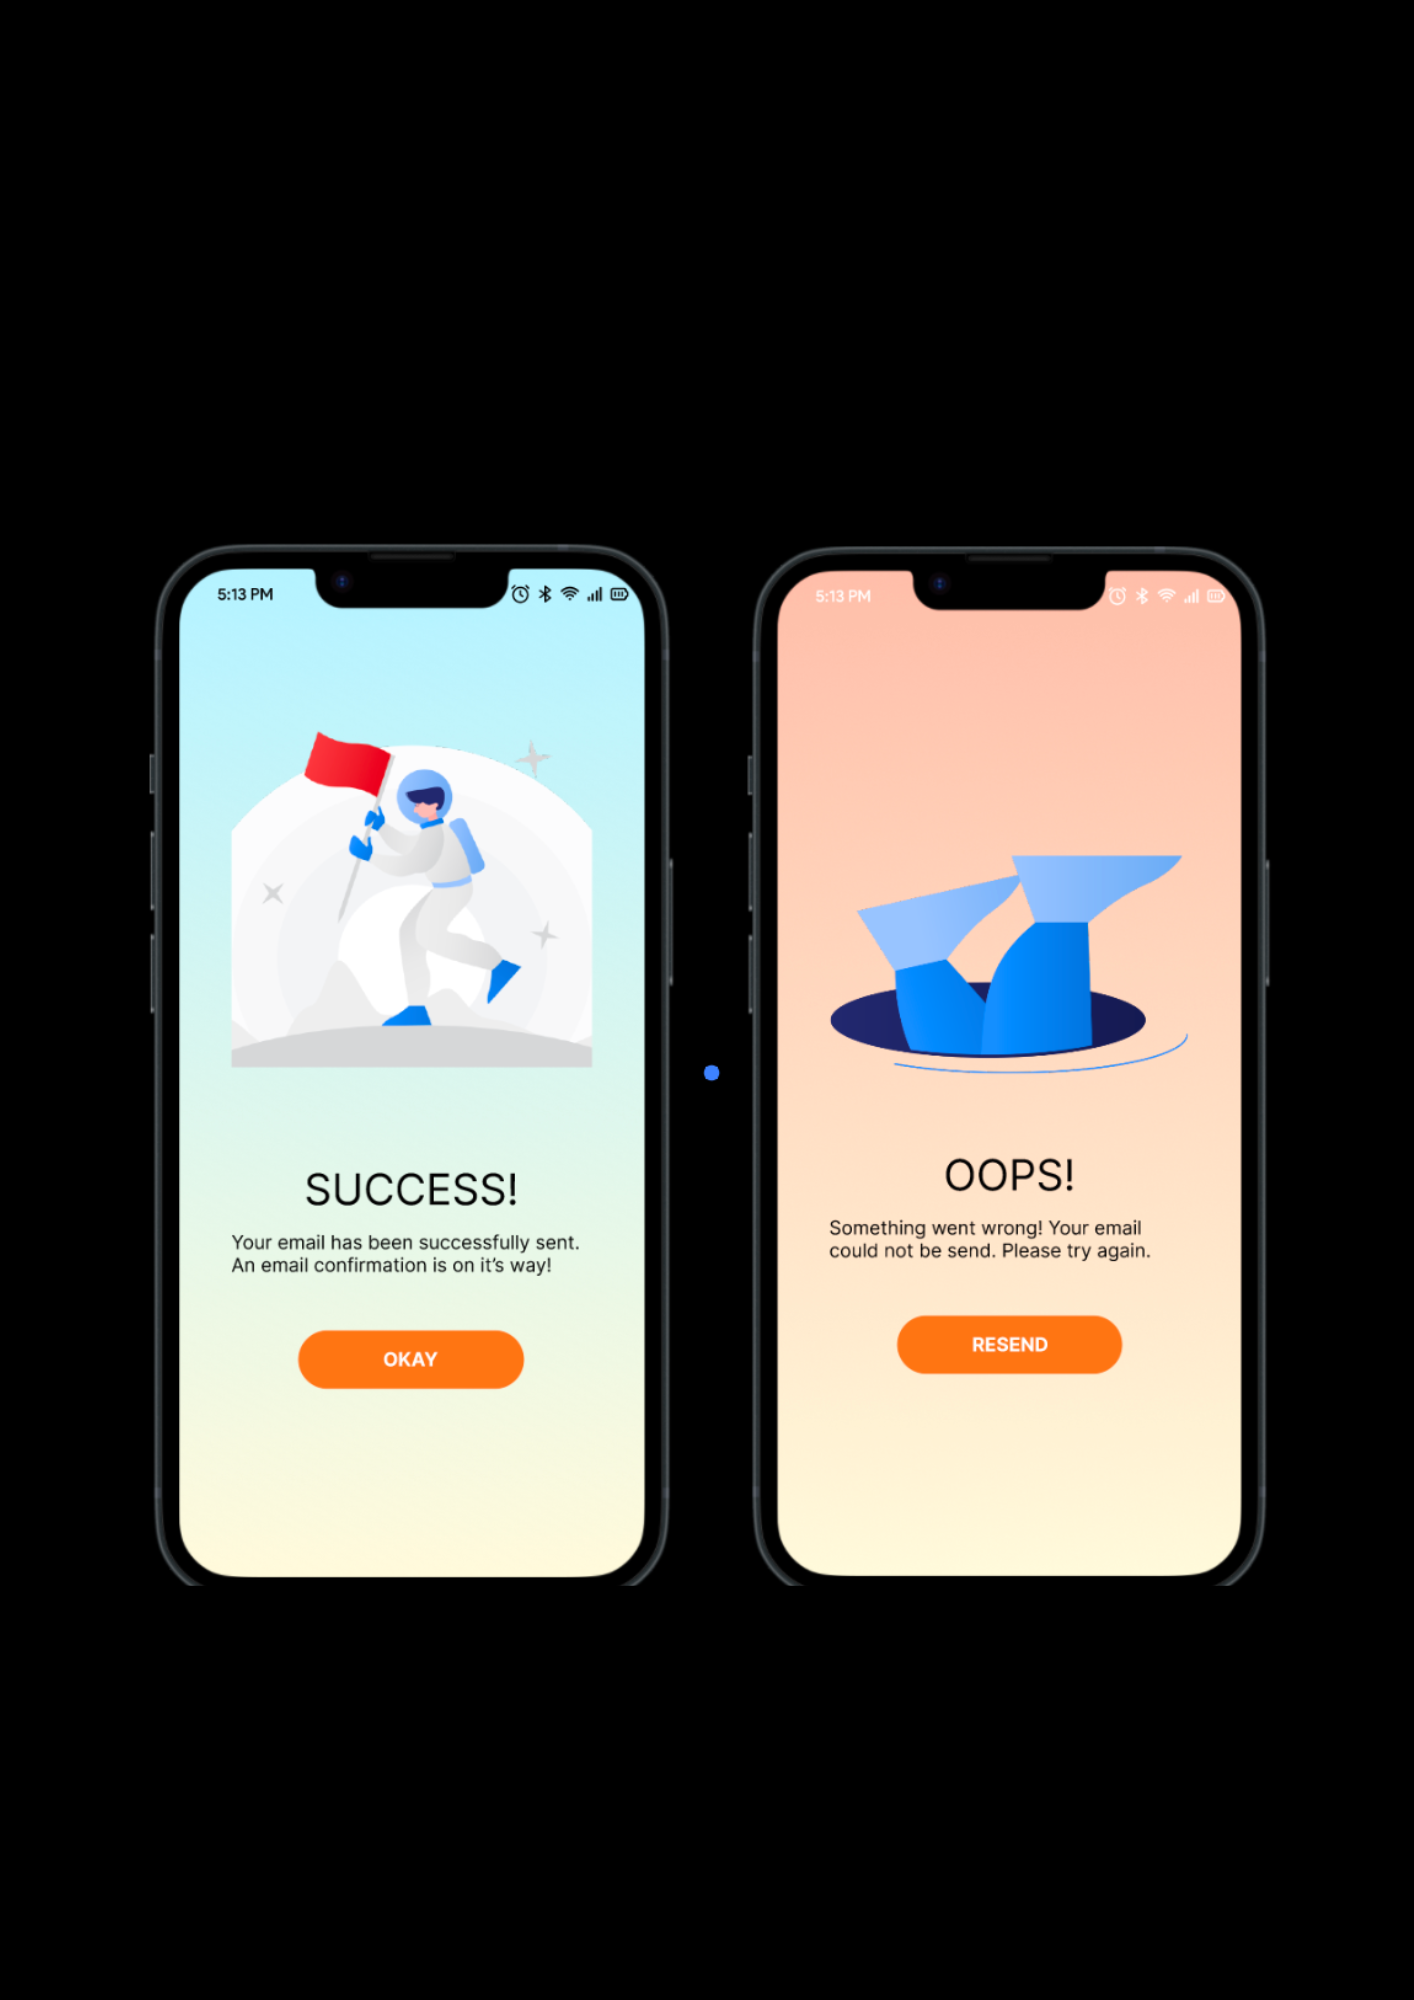 5:13 PM
SUCCESS!
Your email has been successfully sent.
An email confirmation is on it’s way!
OKAY
5:13 PM
OOPS!
Something went wrong! Your email
could not be send. Please try again.
RESEND